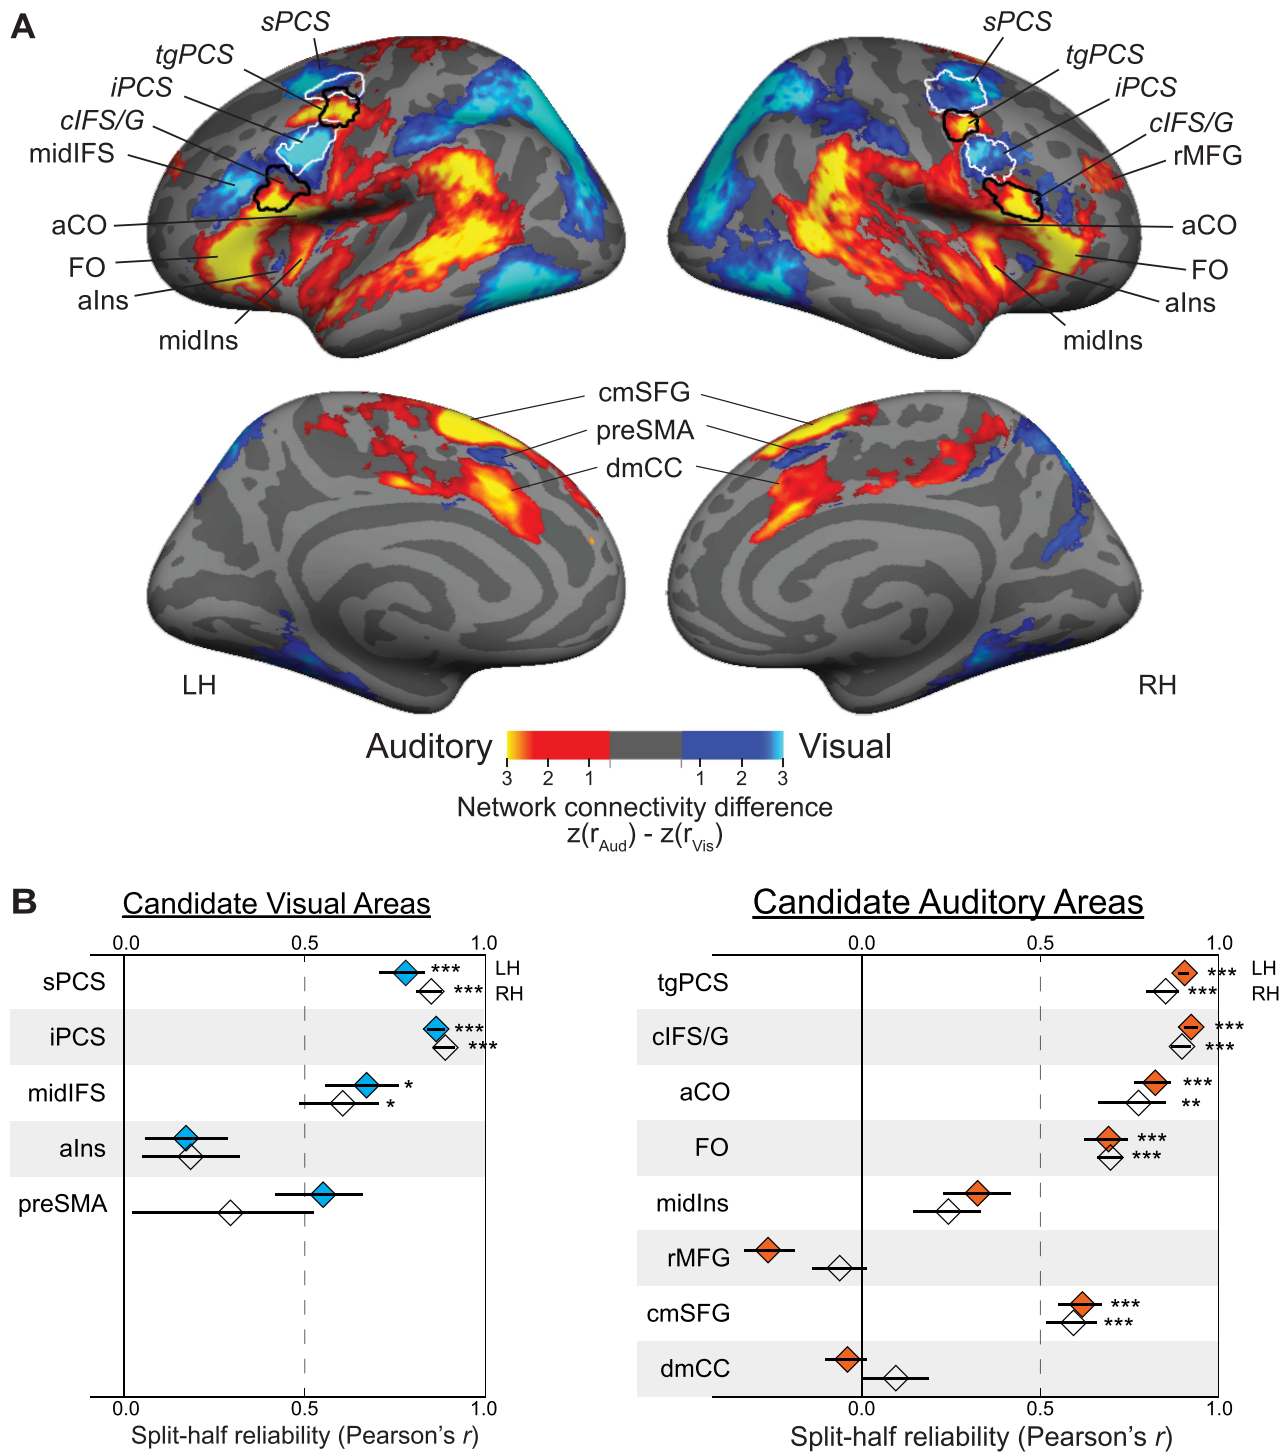 A
sPCS
tgPCS
iPCS
cIFS/G
midIFS
aCO
FO
aIns
midIns
sPCS
tgPCS
iPCS
cIFS/G
rMFG
aCO
FO
aIns
midIns
cmSFG
preSMA
dmCC
LH
RH
Auditory
Visual
3 2 1 1 2 3
Network connectivity difference
z(rAud) - z(rVis)
B
Candidate Visual Areas
0.0 0.5 1.0
sPCS *** LH
*** RH
iPCS ***
***
midIFS *
*
aIns
preSMA
0.0 0.5 1.0
Split-half reliability (Pearson's r)
Candidate Auditory Areas
0.0 0.5 1.0
tgPCS *** LH
*** RH
cIFS/G ***
***
aCO ***
**
FO ***
***
midIns
rMFG
cmSFG ***
***
dmCC
0.0 0.5 1.0
Split-half reliability (Pearson's r)